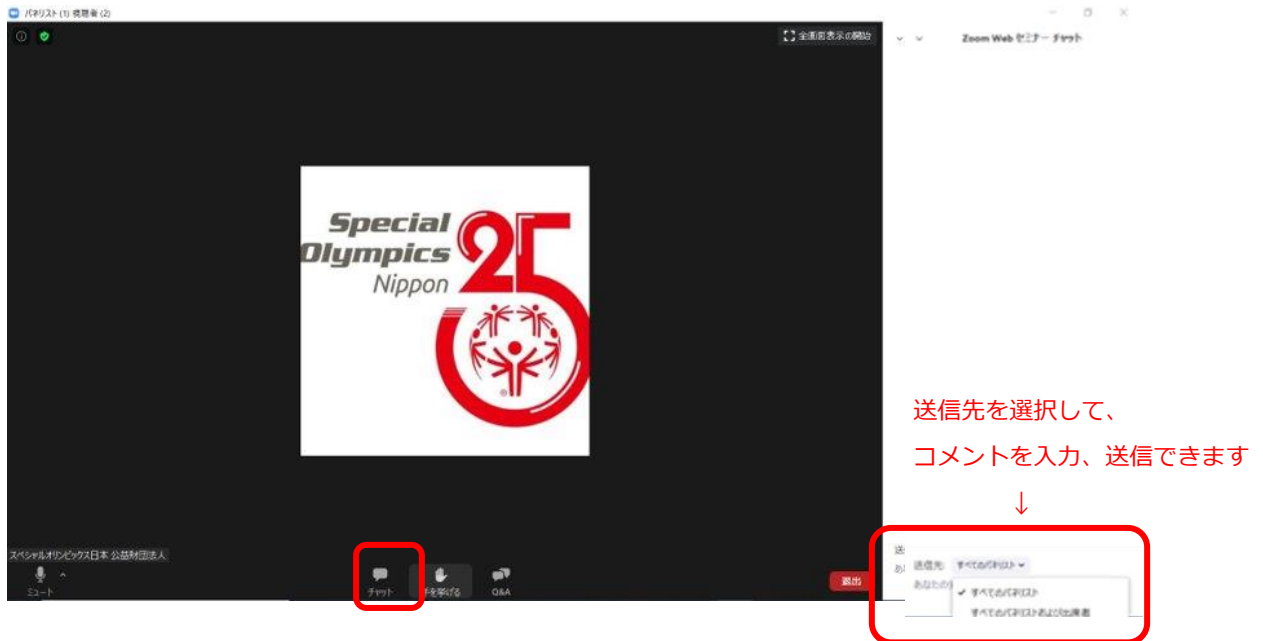 パネリスト (1) 視聴者 (2)
全画面表示の開始
Zoom Web セミナー チャット
Special
Olympics
Nippon
25
送信先を選択して、
コメントを入力、送信できます
↓
スペシャルオリンピックス日本 公益財団法人
ミュート
チャット
手を挙げる
Q&A
退出
送信先:
すべてのパネリスト
あなたの
✓ すべてのパネリスト
すべてのパネリストおよび出席者